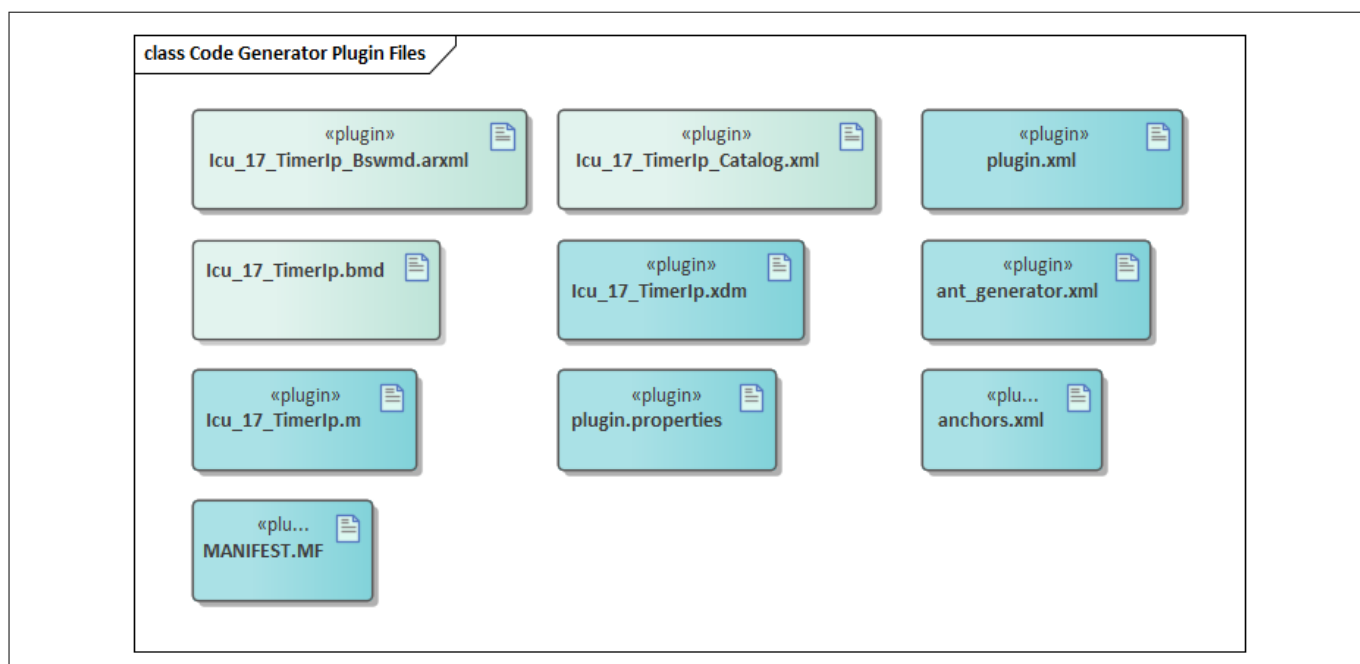 class Code Generator Plugin Files
«plugin»
Icu_17_TimerIp_Bswmd.arxml
«plugin»
Icu_17_TimerIp_Catalog.xml
«plugin»
plugin.xml
Icu_17_TimerIp.bmd
«plugin»
Icu_17_TimerIp.xdm
«plugin»
ant_generator.xml
«plugin»
Icu_17_TimerIp.m
«plugin»
plugin.properties
«plu...
anchors.xml
«plu...
MANIFEST.MF